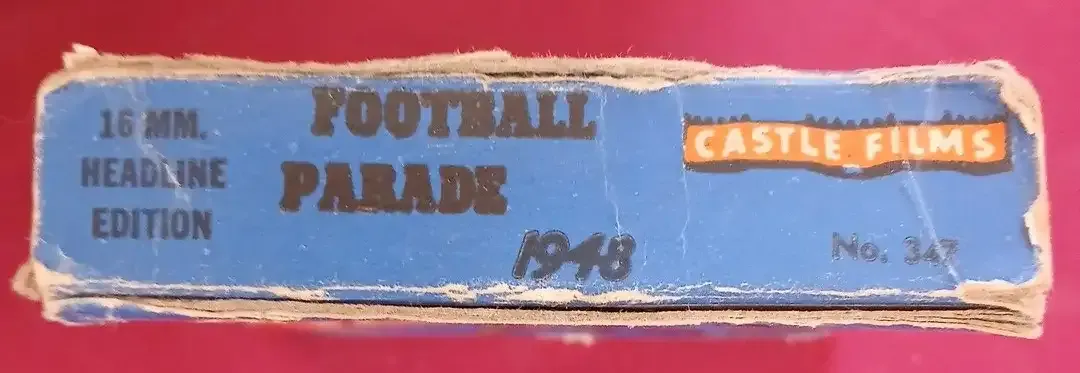 16 MM.
HEADLINE
EDITION
FOOTBALL
PARADE
1948
CASTLE FILMS
No. 347